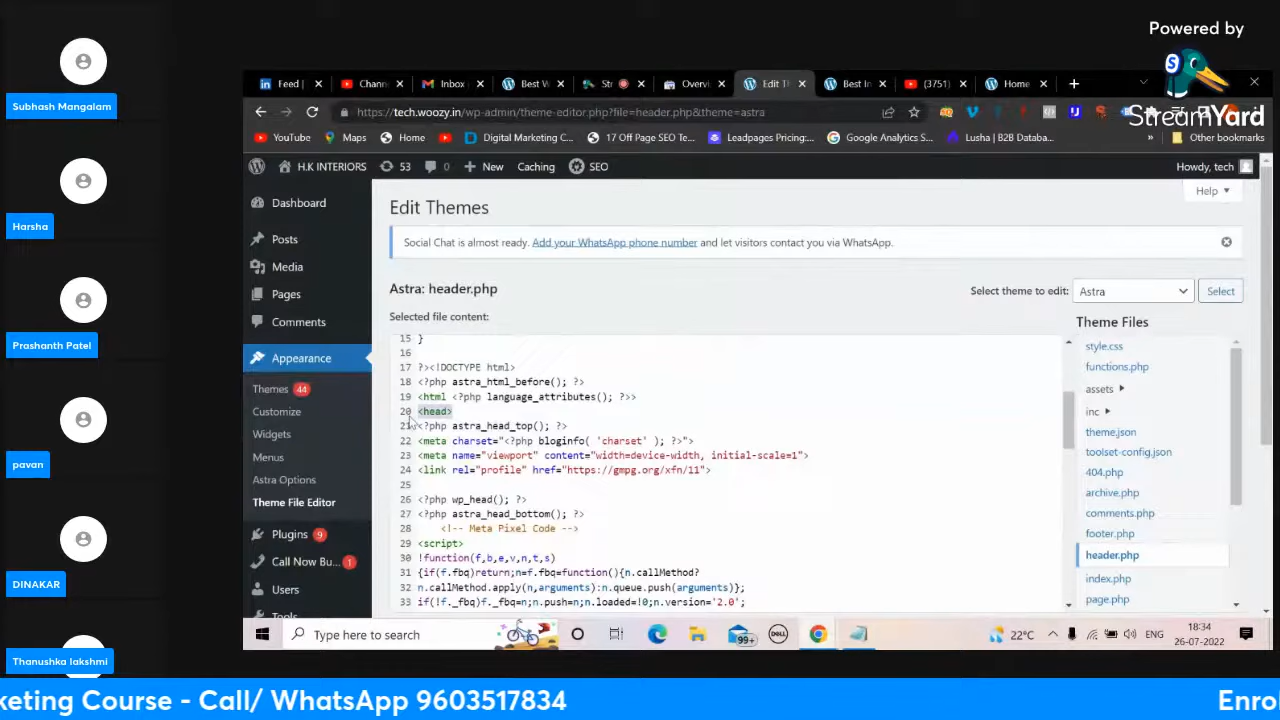 Powered by
StreamYard
Subhash Mangalam
Harsha
Prashanth Patel
pavan
DINAKAR
Thanushka lakshmi
Feed |
Chann
Inbox
Best W
Str
Overvi
Edit Th
Best In
(3751)
Home
https://tech.woozy.in/wp-admin/theme-editor.php?file=header.php&theme=astra
YouTube
Maps
Home
Digital Marketing C...
17 Off Page SEO Te...
Leadpages Pricing:...
Google Analytics S...
Lusha | B2B Databa...
»
Other bookmarks
H.K INTERIORS
53
0
+ New
Caching
SEO
Howdy, tech
Help
Dashboard
Posts
Media
Pages
Comments
Appearance
Themes 44
Customize
Widgets
Menus
Astra Options
Theme File Editor
Plugins 9
Call Now Bu... 1
Users
Tools
Edit Themes
Social Chat is almost ready. Add your WhatsApp phone number and let visitors contact you via WhatsApp.
Astra: header.php
Select theme to edit:
Astra
Select
Selected file content:
15 }
16
17 ?><!DOCTYPE html>
18 <?php astra_html_before(); ?>
19 <html <?php language_attributes(); ?>>
20 <head>
21 <?php astra_head_top(); ?>
22 <meta charset="<?php bloginfo( 'charset' ); ?>">
23 <meta name="viewport" content="width=device-width, initial-scale=1">
24 <link rel="profile" href="https://gmpg.org/xfn/11">
25
26 <?php wp_head(); ?>
27 <?php astra_head_bottom(); ?>
28 <!-- Meta Pixel Code -->
29 <script>
30 !function(f,b,e,v,n,t,s)
31 {if(f.fbq)return;n=f.fbq=function(){n.callMethod?
32 n.callMethod.apply(n,arguments):n.queue.push(arguments)};
33 if(!f._fbq)f._fbq=n;n.push=n;n.loaded=!0;n.version='2.0';
Theme Files
style.css
functions.php
assets
inc
theme.json
toolset-config.json
404.php
archive.php
comments.php
footer.php
header.php
index.php
page.php
Type here to search
99+
DELL
22°C
ENG
18:34
26-07-2022
keting Course - Call/ WhatsApp 9603517834
Enro